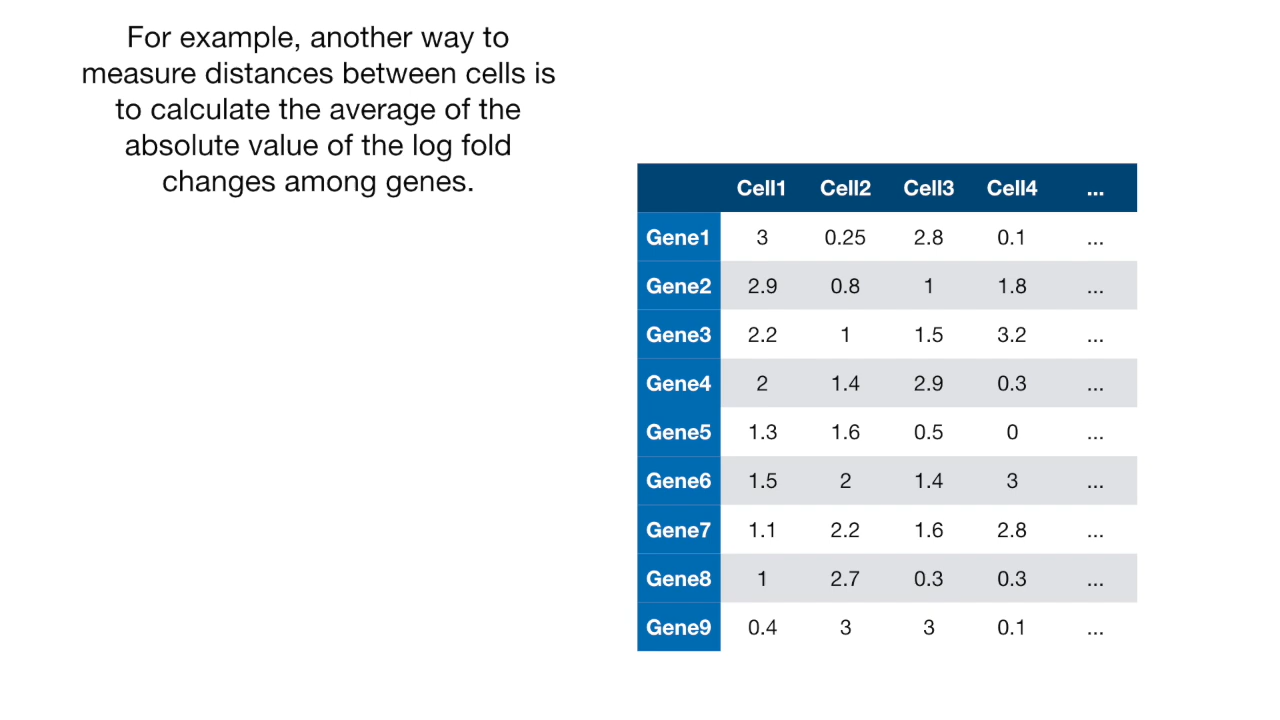 For example, another way to
measure distances between cells is
to calculate the average of the
absolute value of the log fold
changes among genes.
Cell1 Cell2 Cell3 Cell4 ...
Gene1 3 0.25 2.8 0.1 ...
Gene2 2.9 0.8 1 1.8 ...
Gene3 2.2 1 1.5 3.2 ...
Gene4 2 1.4 2.9 0.3 ...
Gene5 1.3 1.6 0.5 0 ...
Gene6 1.5 2 1.4 3 ...
Gene7 1.1 2.2 1.6 2.8 ...
Gene8 1 2.7 0.3 0.3 ...
Gene9 0.4 3 3 0.1 ...